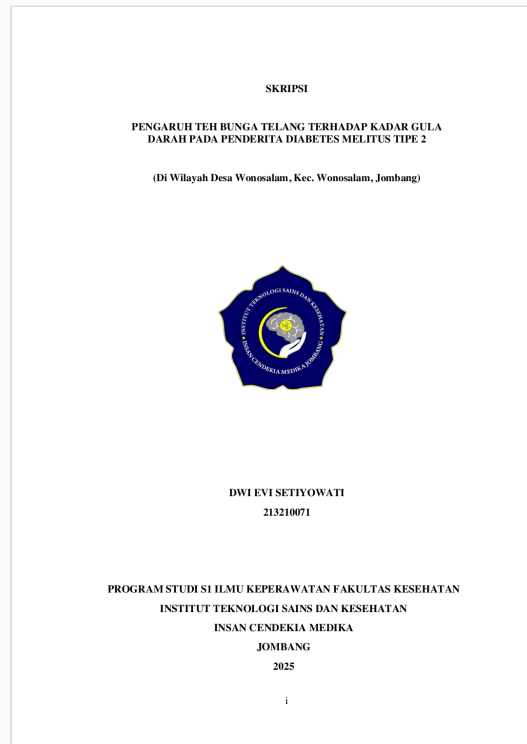 SKRIPSI
PENGARUH TEH BUNGA TELANG TERHADAP KADAR GULA
DARAH PADA PENDERITA DIABETES MELITUS TIPE 2
(Di Wilayah Desa Wonosalam, Kec. Wonosalam, Jombang)
INSTITUT TEKNOLOGI SAINS DAN KESEHATAN
INSAN CENDEKIA MEDIKA JOMBANG
DWI EVI SETIYOWATI
213210071
PROGRAM STUDI S1 ILMU KEPERAWATAN FAKULTAS KESEHATAN
INSTITUT TEKNOLOGI SAINS DAN KESEHATAN
INSAN CENDEKIA MEDIKA
JOMBANG
2025
i